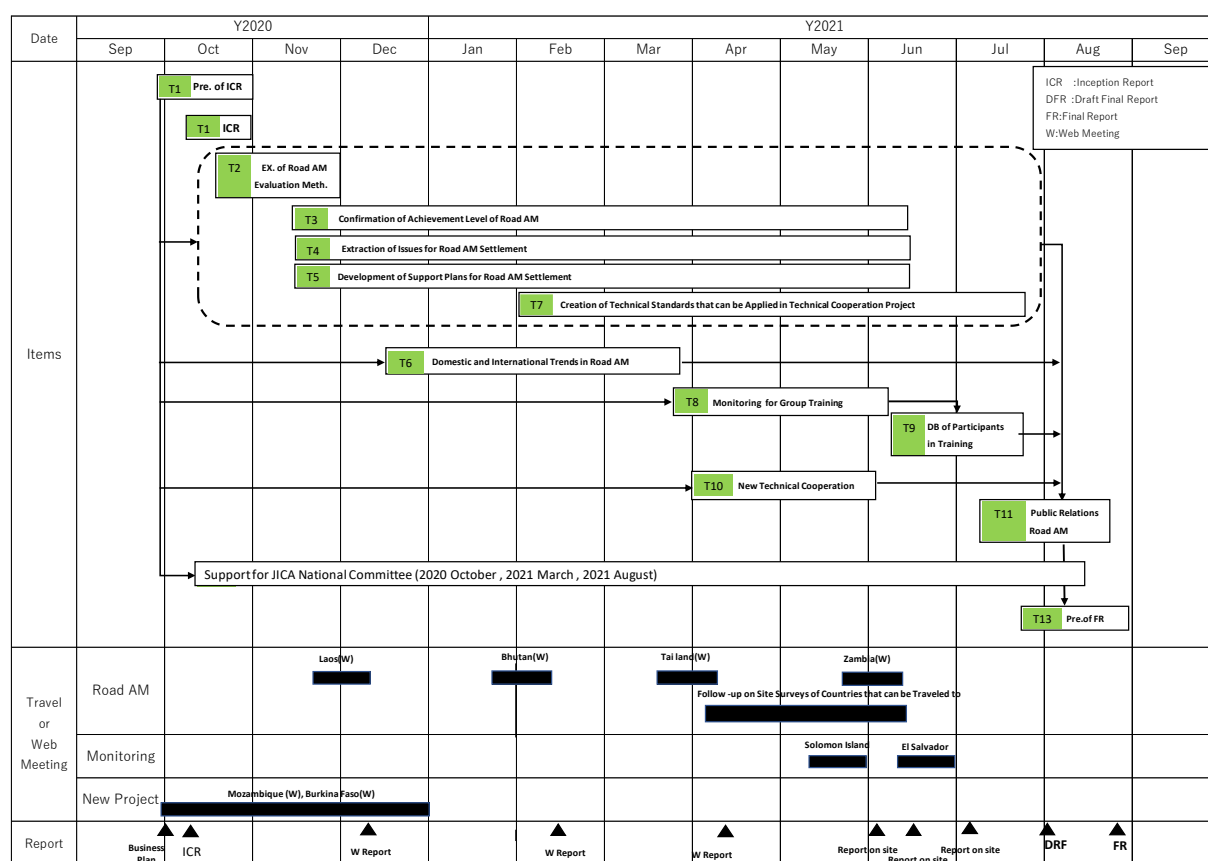 Date
Y2020
Y2021
Sep
Oct
Nov
Dec
Jan
Feb
Mar
Apr
May
Jun
Jul
Aug
Sep
Items
ICR :Inception Report
DFR :Draft Final Report
FR:Final Report
W:Web Meeting
T1 Pre. of ICR
T1 ICR
T2 EX. of Road AM
Evaluation Meth.
T3 Confirmation of Achievement Level of Road AM
T4 Extraction of Issues for Road AM Settlement
T5 Development of Support Plans for Road AM Settlement
T7 Creation of Technical Standards that can be Applied in Technical Cooperation Project
T6 Domestic and International Trends in Road AM
T8 Monitoring for Group Training
T9 DB of Participants
in Training
T10 New Technical Cooperation
T11 Public Relations
Road AM
Support for JICA National Committee (2020 October , 2021 March , 2021 August)
T13 Pre.of FR
Travel
or
Web
Meeting
Road AM
Laos(W)
Bhutan(W)
Tai land(W)
Zambia(W)
Follow -up on Site Surveys of Countries that can be Traveled to
Monitoring
Solomon Island
El Salvador
New Project
Mozambique (W), Burkina Faso(W)
Report
Business
Plan
ICR
W Report
W Report
W Report
Report on site
Report on site
Report on site
DRF
FR